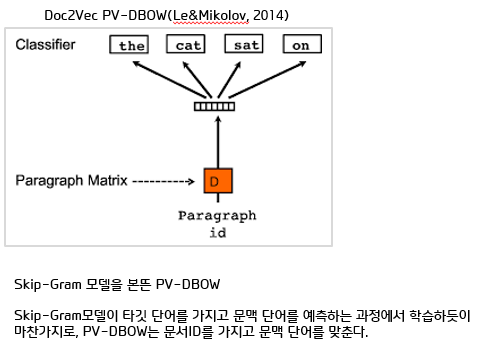 Doc2Vec PV-DBOW(Le&Mikolov, 2014)
Classifier the cat sat on
Paragraph Matrix D
Paragraph
id
Skip-Gram 모델을 본뜬 PV-DBOW
Skip-Gram모델이 타깃 단어를 가지고 문맥 단어를 예측하는 과정에서 학습하듯이
마찬가지로, PV-DBOW는 문서ID를 가지고 문맥 단어를 맞춘다.